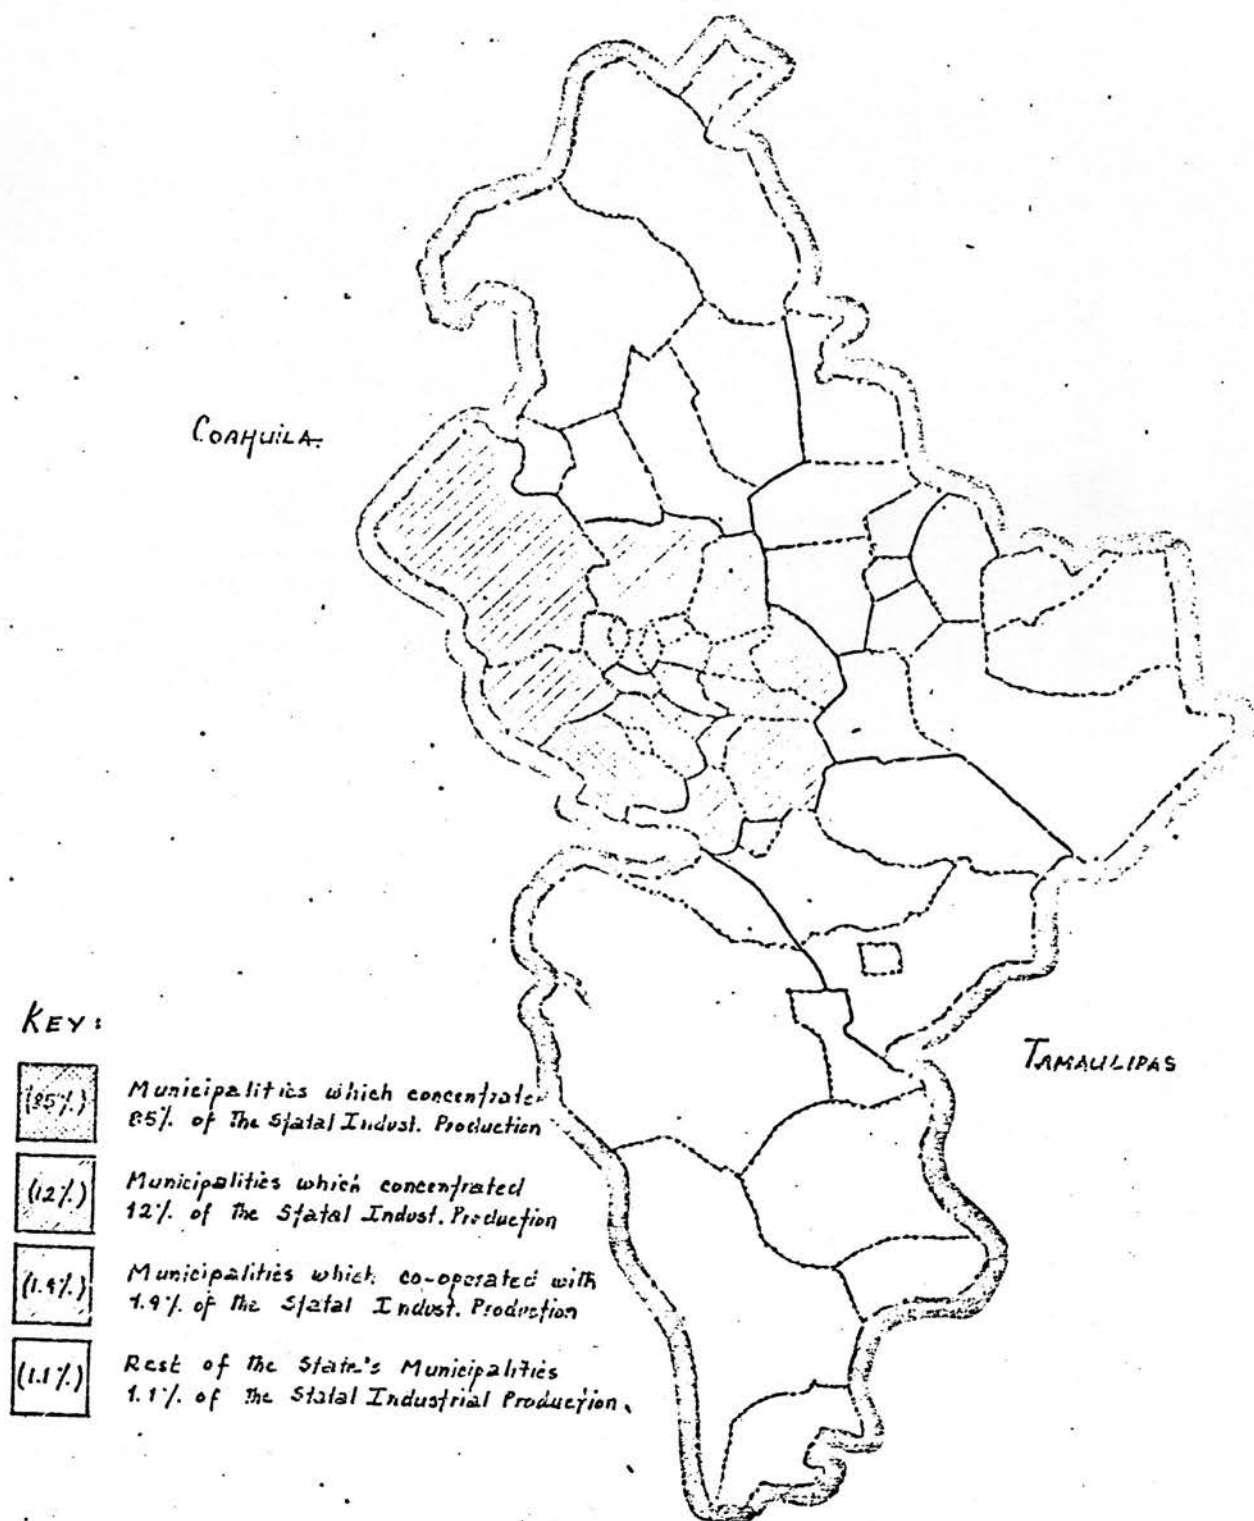 COAHUILA.
TAMAULIPAS
KEY:
(85%)
Municipalities which concentrate
85% of the Statal Indust. Production
(12%)
Municipalities which concentrated
12% of the Statal Indust. Production
(1.9%)
Municipalities which co-operated with
1.9% of the Statal Indust. Production
(1.1%)
Rest of the State's Municipalities
1.1% of the Statal Industrial Production.